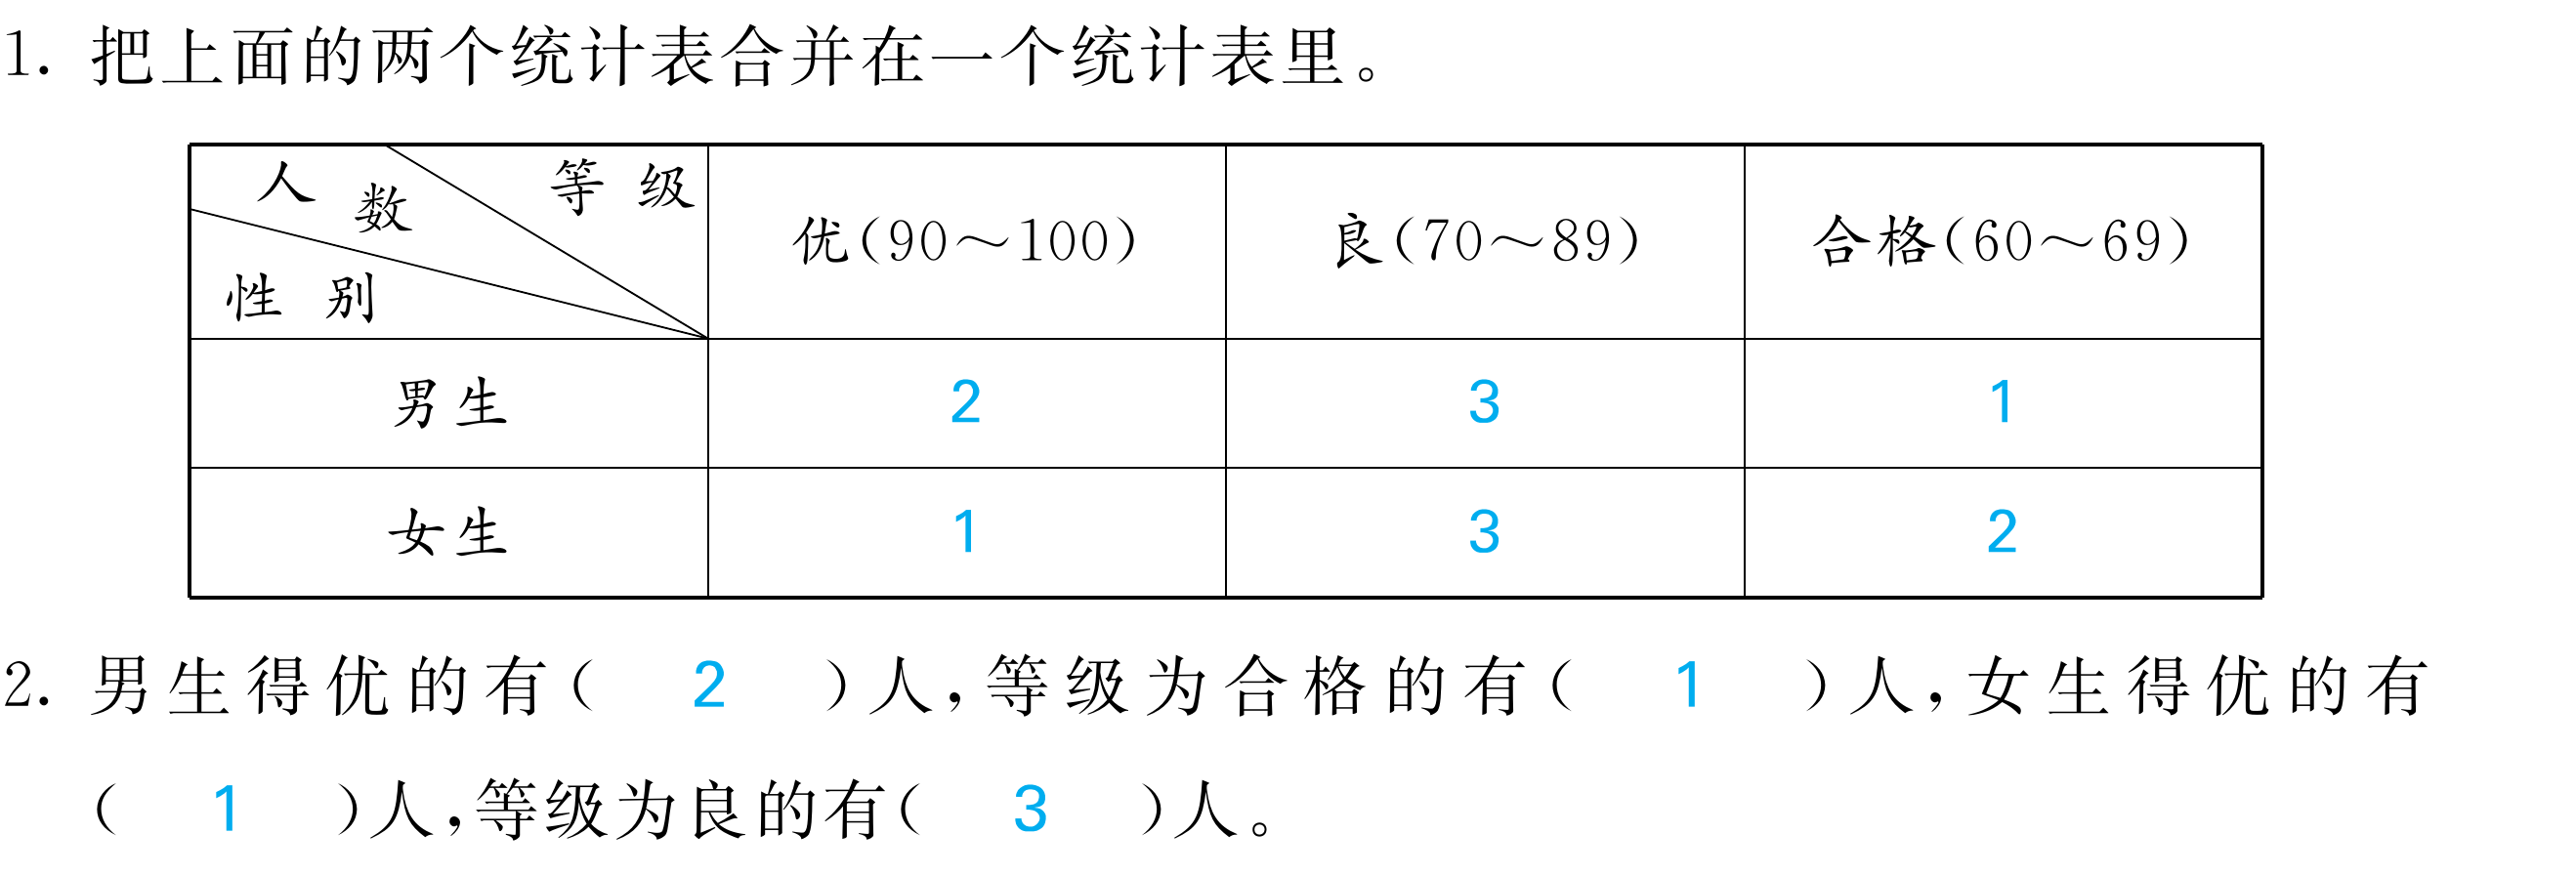 1. 把上面的两个统计表合并在一个统计表里。
人数 等级 性别 优(90～100) 良(70～89) 合格(60～69)
男生 2 3 1
女生 1 3 2
2. 男生得优的有( 2 )人,等级为合格的有( 1 )人,女生得优的有
( 1 )人,等级为良的有( 3 )人。